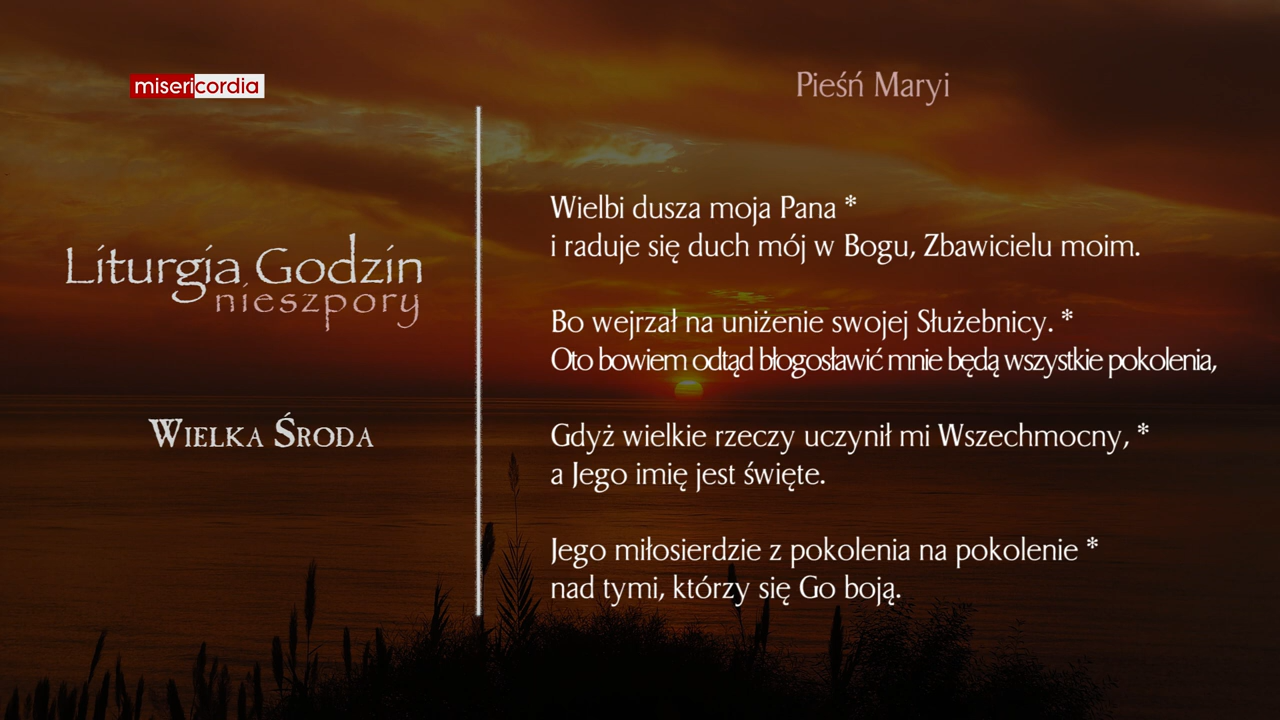 misericordia
Liturgia Godzin
nieszpory
Wielka Środa
Pieśń Maryi
Wielbi dusza moja Pana *
i raduje się duch mój w Bogu, Zbawicielu moim.
Bo wejrzał na uniżenie swojej Służebnicy. *
Oto bowiem odtąd błogosławić mnie będą wszystkie pokolenia,
Gdyż wielkie rzeczy uczynił mi Wszechmocny, *
a Jego imię jest święte.
Jego miłosierdzie z pokolenia na pokolenie *
nad tymi, którzy się Go boją.